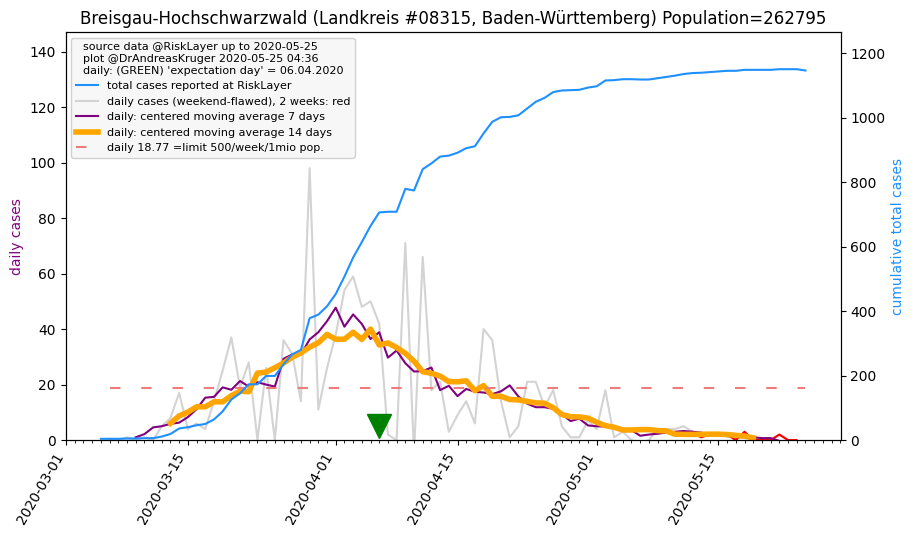 Breisgau-Hochschwarzwald (Landkreis #08315, Baden-Württemberg) Population=262795
source data @RiskLayer up to 2020-05-25
plot @DrAndreasKruger 2020-05-25 04:36
daily: (GREEN) 'expectation day' = 06.04.2020
total cases reported at RiskLayer
daily cases (weekend-flawed), 2 weeks: red
daily: centered moving average 7 days
daily: centered moving average 14 days
daily 18.77 =limit 500/week/1mio pop.
daily cases
140
120
100
80
60
40
20
0
cumulative total cases
1200
1000
800
600
400
200
0
2020-03-01
2020-03-15
2020-04-01
2020-04-15
2020-05-01
2020-05-15